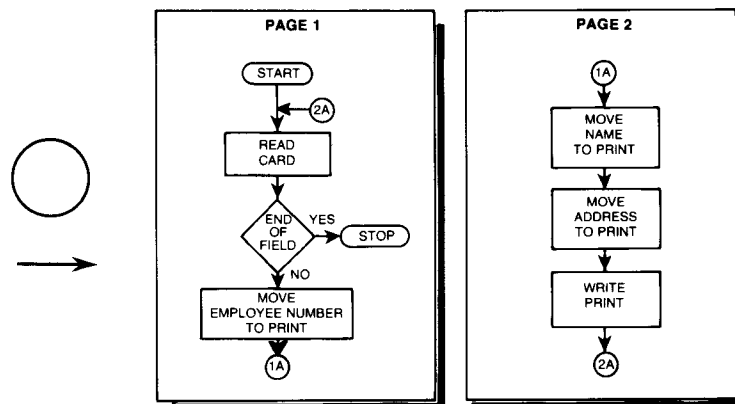 PAGE 1
START
2A
READ
CARD
END
OF
FIELD
YES
STOP
NO
MOVE
EMPLOYEE NUMBER
TO PRINT
1A
PAGE 2
1A
MOVE
NAME
TO PRINT
MOVE
ADDRESS
TO PRINT
WRITE
PRINT
2A